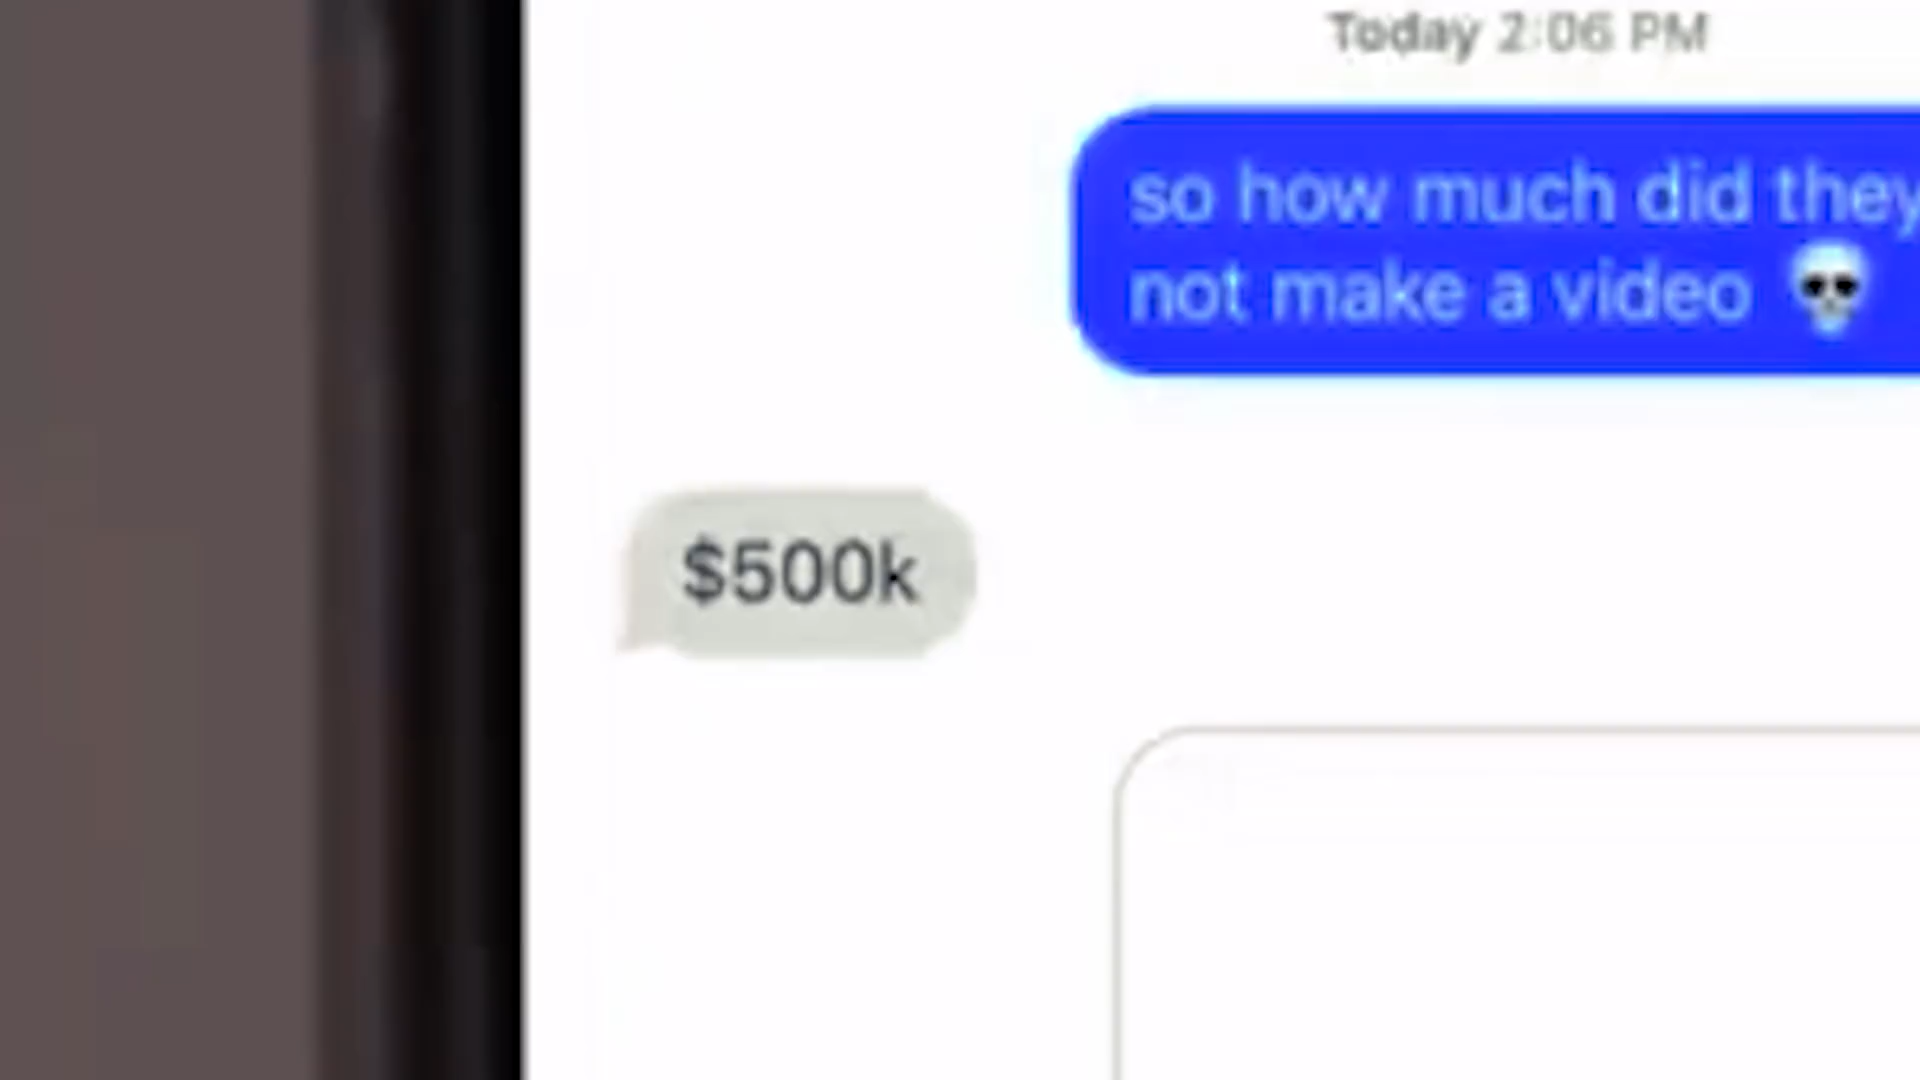 Today 2:06 PM
so how much did they
not make a video 💀
$500k